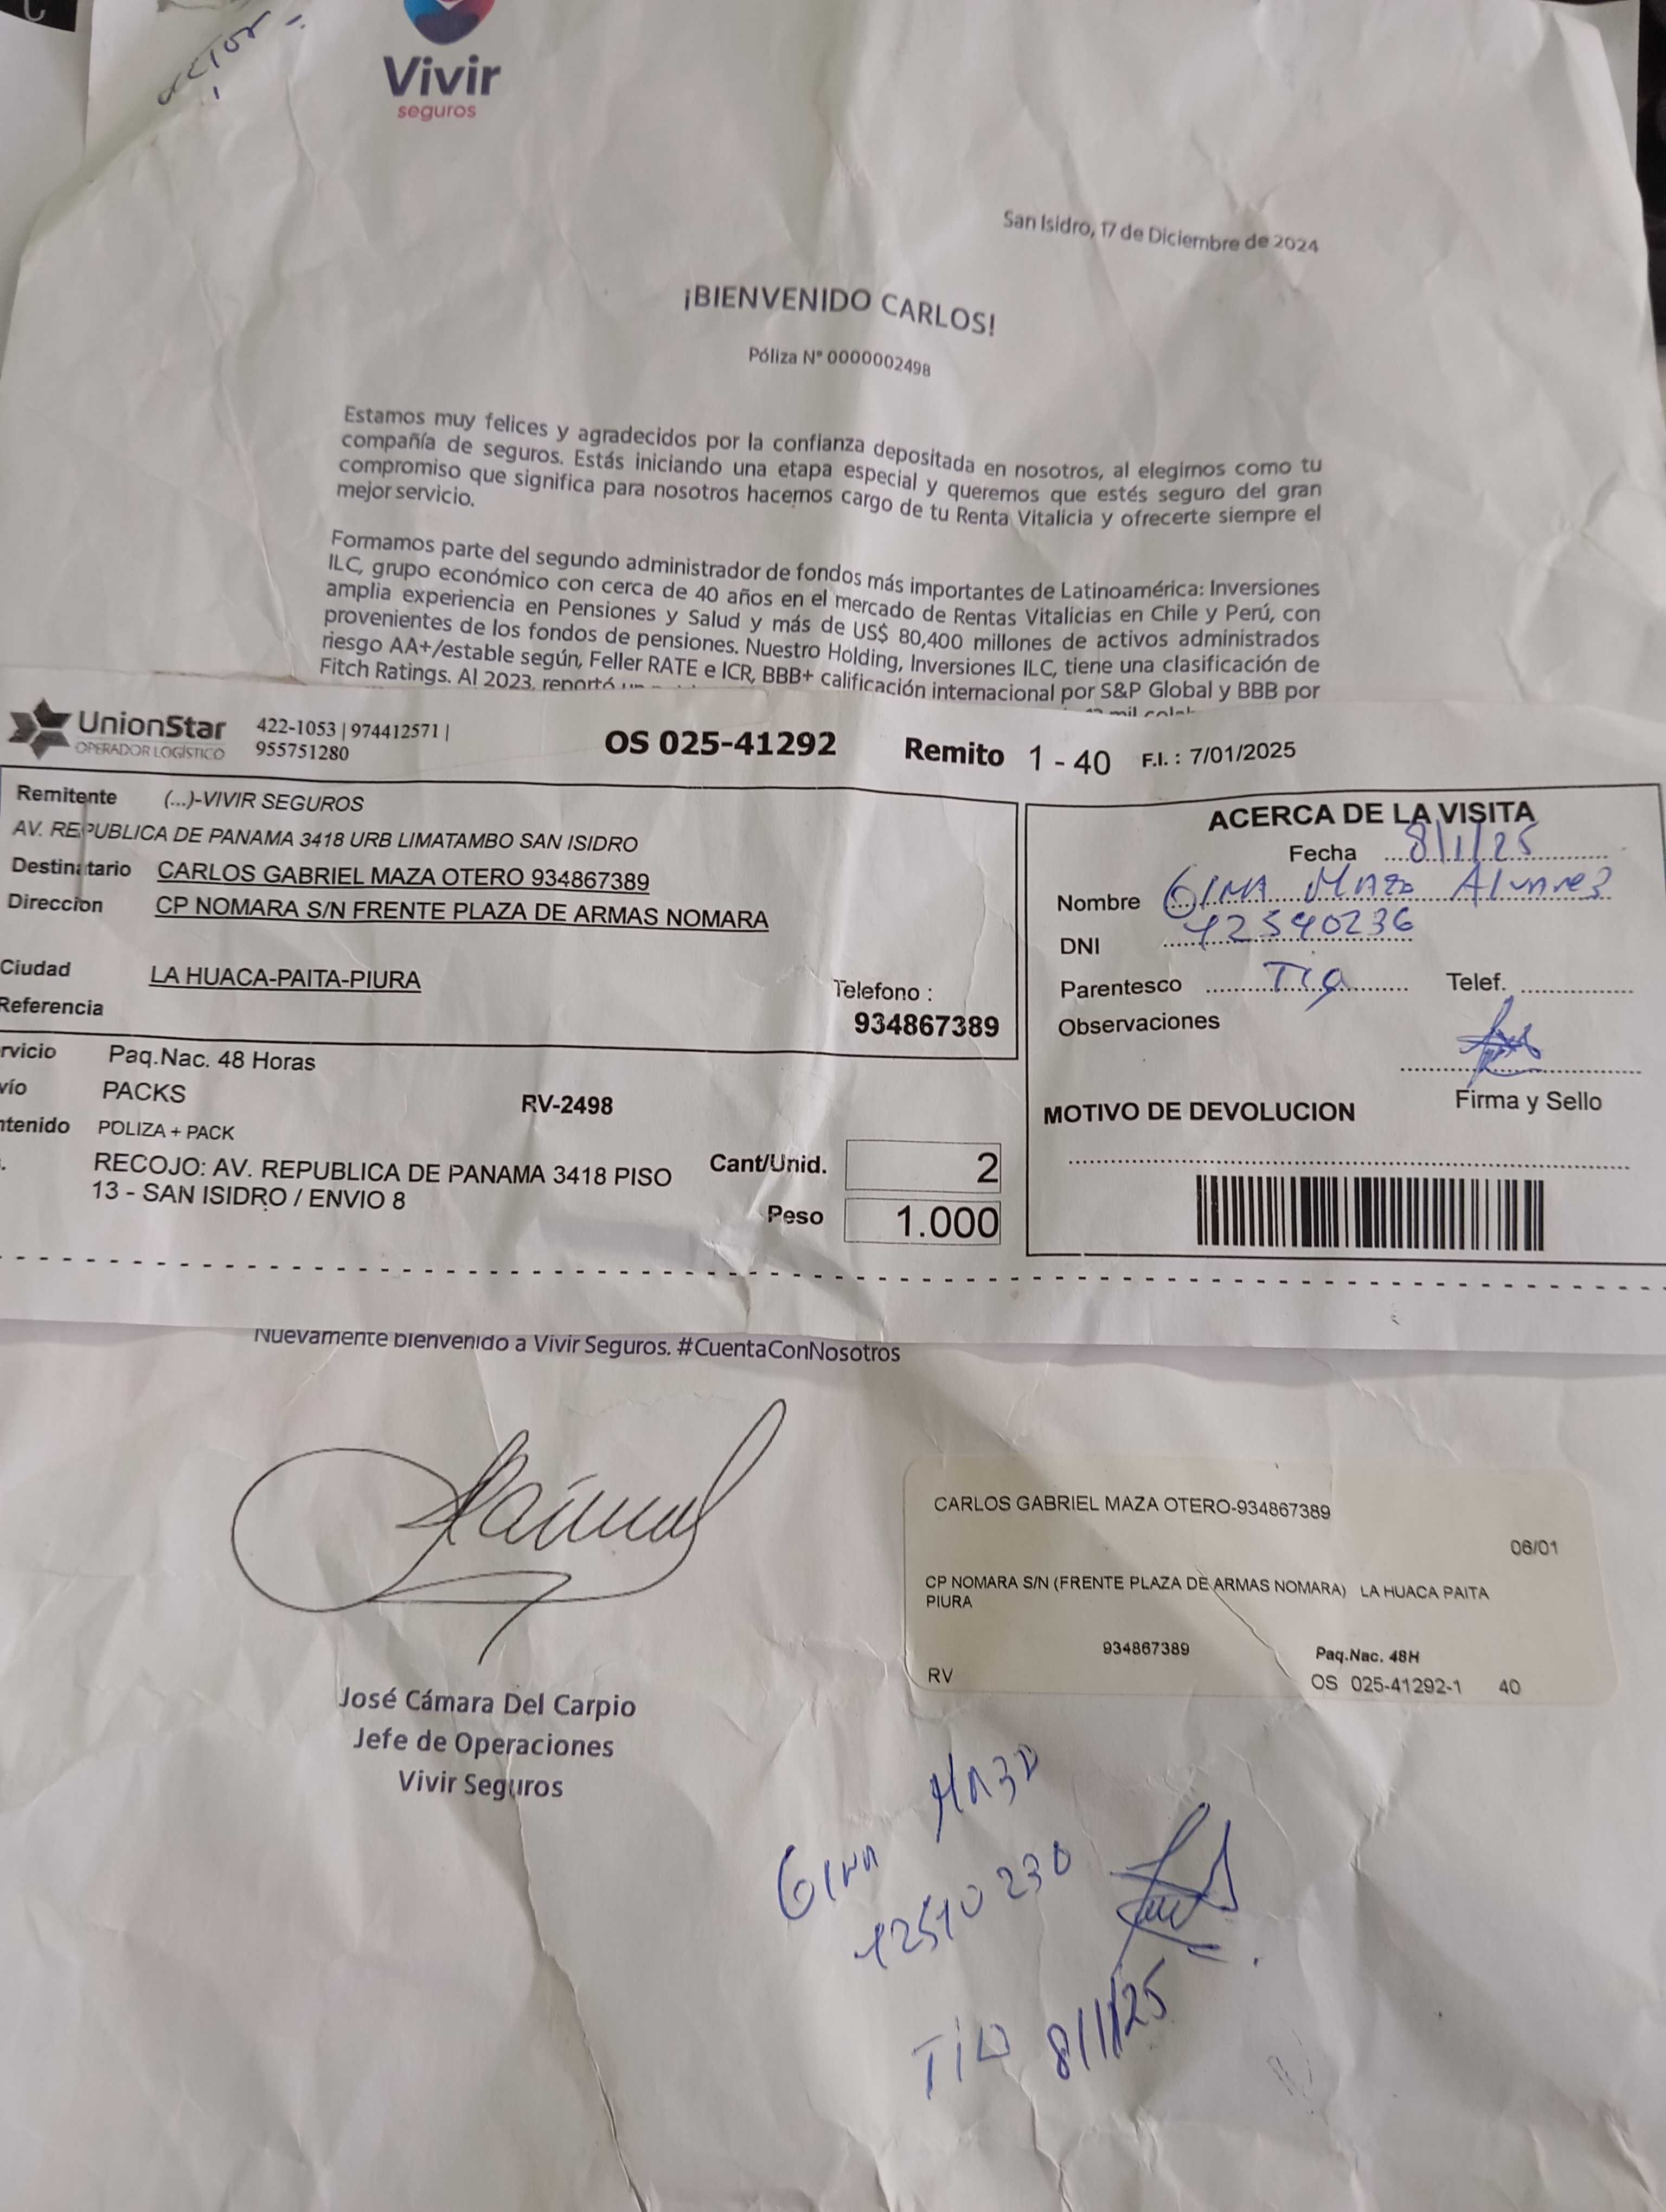 Vivir
seguros
San Isidro, 17 de Diciembre de 2024
¡BIENVENIDO CARLOS!
Póliza N° 0000002498
Estamos muy felices y agradecidos por la confianza depositada en nosotros, al elegirnos como tu
compañía de seguros. Estás iniciando una etapa especial y queremos que estés seguro del gran
compromiso que significa para nosotros hacernos cargo de tu Renta Vitalicia y ofrecerte siempre el
mejor servicio.
Formamos parte del segundo administrador de fondos más importantes de Latinoamérica: Inversiones
ILC, grupo económico con cerca de 40 años en el mercado de Rentas Vitalicias en Chile y Perú, con
amplia experiencia en Pensiones y Salud y más de US$ 80,400 millones de activos administrados
provenientes de los fondos de pensiones. Nuestro Holding, Inversiones ILC, tiene una clasificación de
riesgo AA+/estable según, Feller RATE e ICR, BBB+ calificación internacional por S&P Global y BBB por
Fitch Ratings. Al 2023, reportó
mil
UnionStar
OPERADOR LOGÍSTICO
422-1053 | 974412571 |
955751280
OS 025-41292
Remito 1 - 40
F.I. : 7/01/2025
Remitente (...)-VIVIR SEGUROS
AV. REPUBLICA DE PANAMA 3418 URB LIMATAMBO SAN ISIDRO
Destinatario CARLOS GABRIEL MAZA OTERO 934867389
Direccion CP NOMARA S/N FRENTE PLAZA DE ARMAS NOMARA
Ciudad LA HUACA-PAITA-PIURA
Referencia
Telefono :
934867389
rvicio Paq.Nac. 48 Horas
vío PACKS
RV-2498
ntenido POLIZA + PACK
RECOJO: AV. REPUBLICA DE PANAMA 3418 PISO
13 - SAN ISIDRO / ENVIO 8
Cant/Unid. 2
Peso 1.000
ACERCA DE LA VISITA
Fecha 8/1/25
Nombre GINA MAZA Alvarez
DNI 42540236
Parentesco Tia Telef.
Observaciones
Firma y Sello
MOTIVO DE DEVOLUCION
Nuevamente bienvenido a Vivir Seguros. #CuentaConNosotros
José Cámara Del Carpio
Jefe de Operaciones
Vivir Seguros
CARLOS GABRIEL MAZA OTERO-934867389
06/01
CP NOMARA S/N (FRENTE PLAZA DE ARMAS NOMARA) LA HUACA PAITA
PIURA
934867389
Paq.Nac. 48H
RV
OS 025-41292-1 40
GINA MAZA
Tia 8/1/25